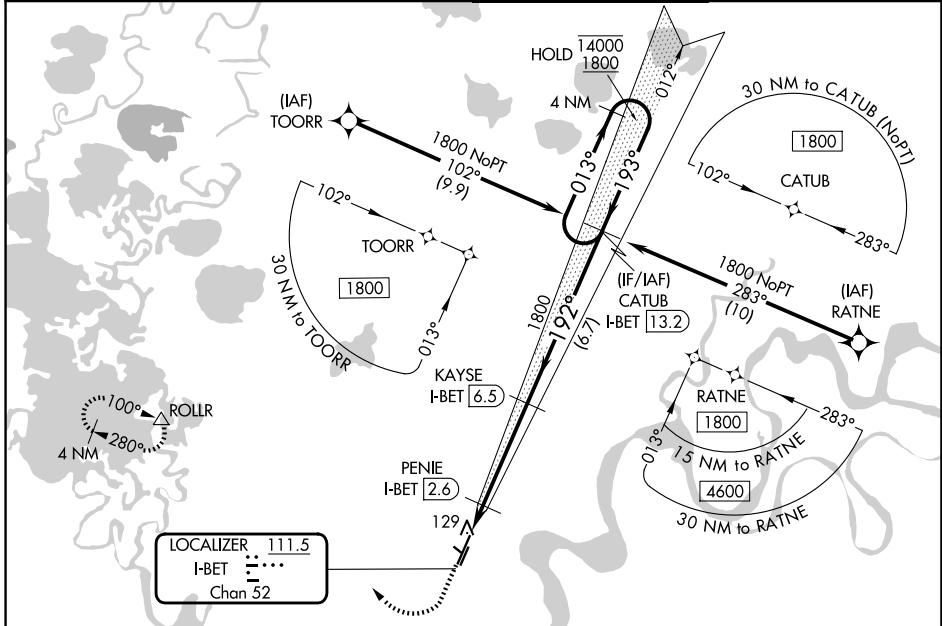 HOLD 14000
1800
4 NM
012°
(IAF)
TOORR
1800 NoPT
102°
(9.9)
013°
193°
30 NM to CATUB (NoPT)
1800
CATUB
102°
283°
102°
TOORR
1800
30 NM to TOORR
013°
1800
192°
(6.7)
(IF/IAF)
CATUB
I-BET 13.2
1800 NoPT
283°
(10)
(IAF)
RATNE
KAYSE
I-BET 6.5
RATNE
1800
283°
013°
15 NM to RATNE
4600
30 NM to RATNE
100°
ROLLR
280°
4 NM
PENIE
I-BET 2.6
129
LOCALIZER 111.5
I-BET
Chan 52